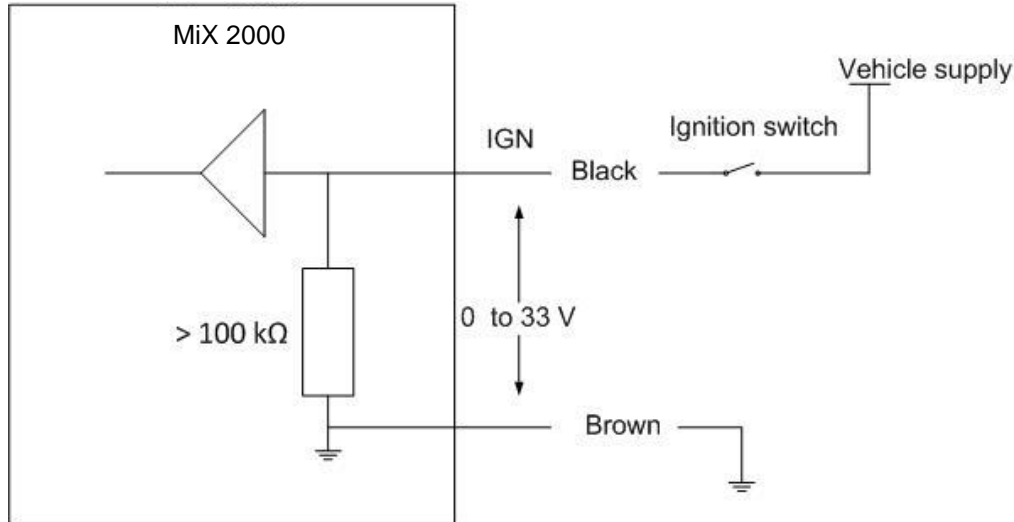 MiX 2000
Vehicle supply
IGN
Ignition switch
Black
> 100 kΩ
0 to 33 V
Brown